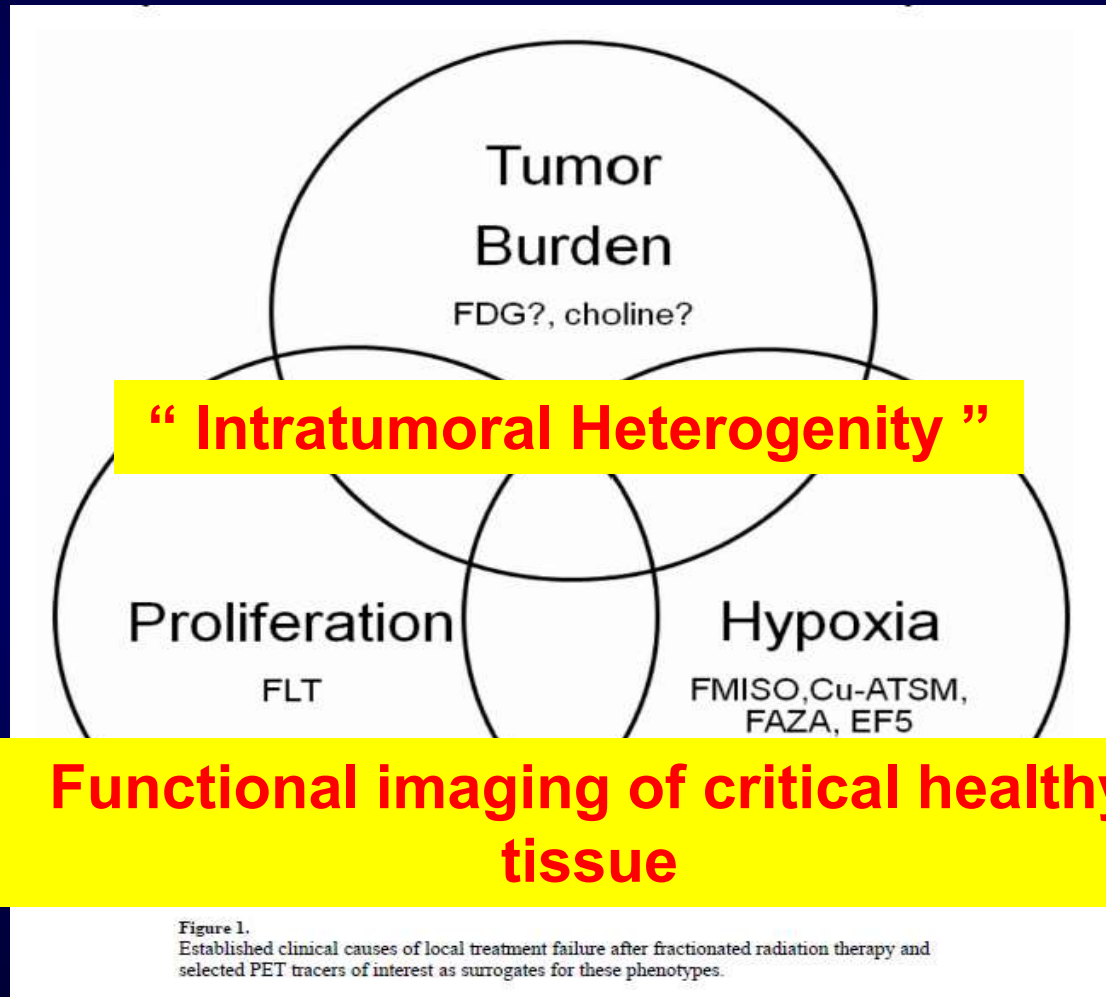 Tumor
Burden
FDG?, choline?
“ Intratumoral Heterogenity ”
Proliferation
FLT
Hypoxia
FMISO,Cu-ATSM,
FAZA, EF5
Functional imaging of critical healthy
tissue
Figure 1.
Established clinical causes of local treatment failure after fractionated radiation therapy and
selected PET tracers of interest as surrogates for these phenotypes.